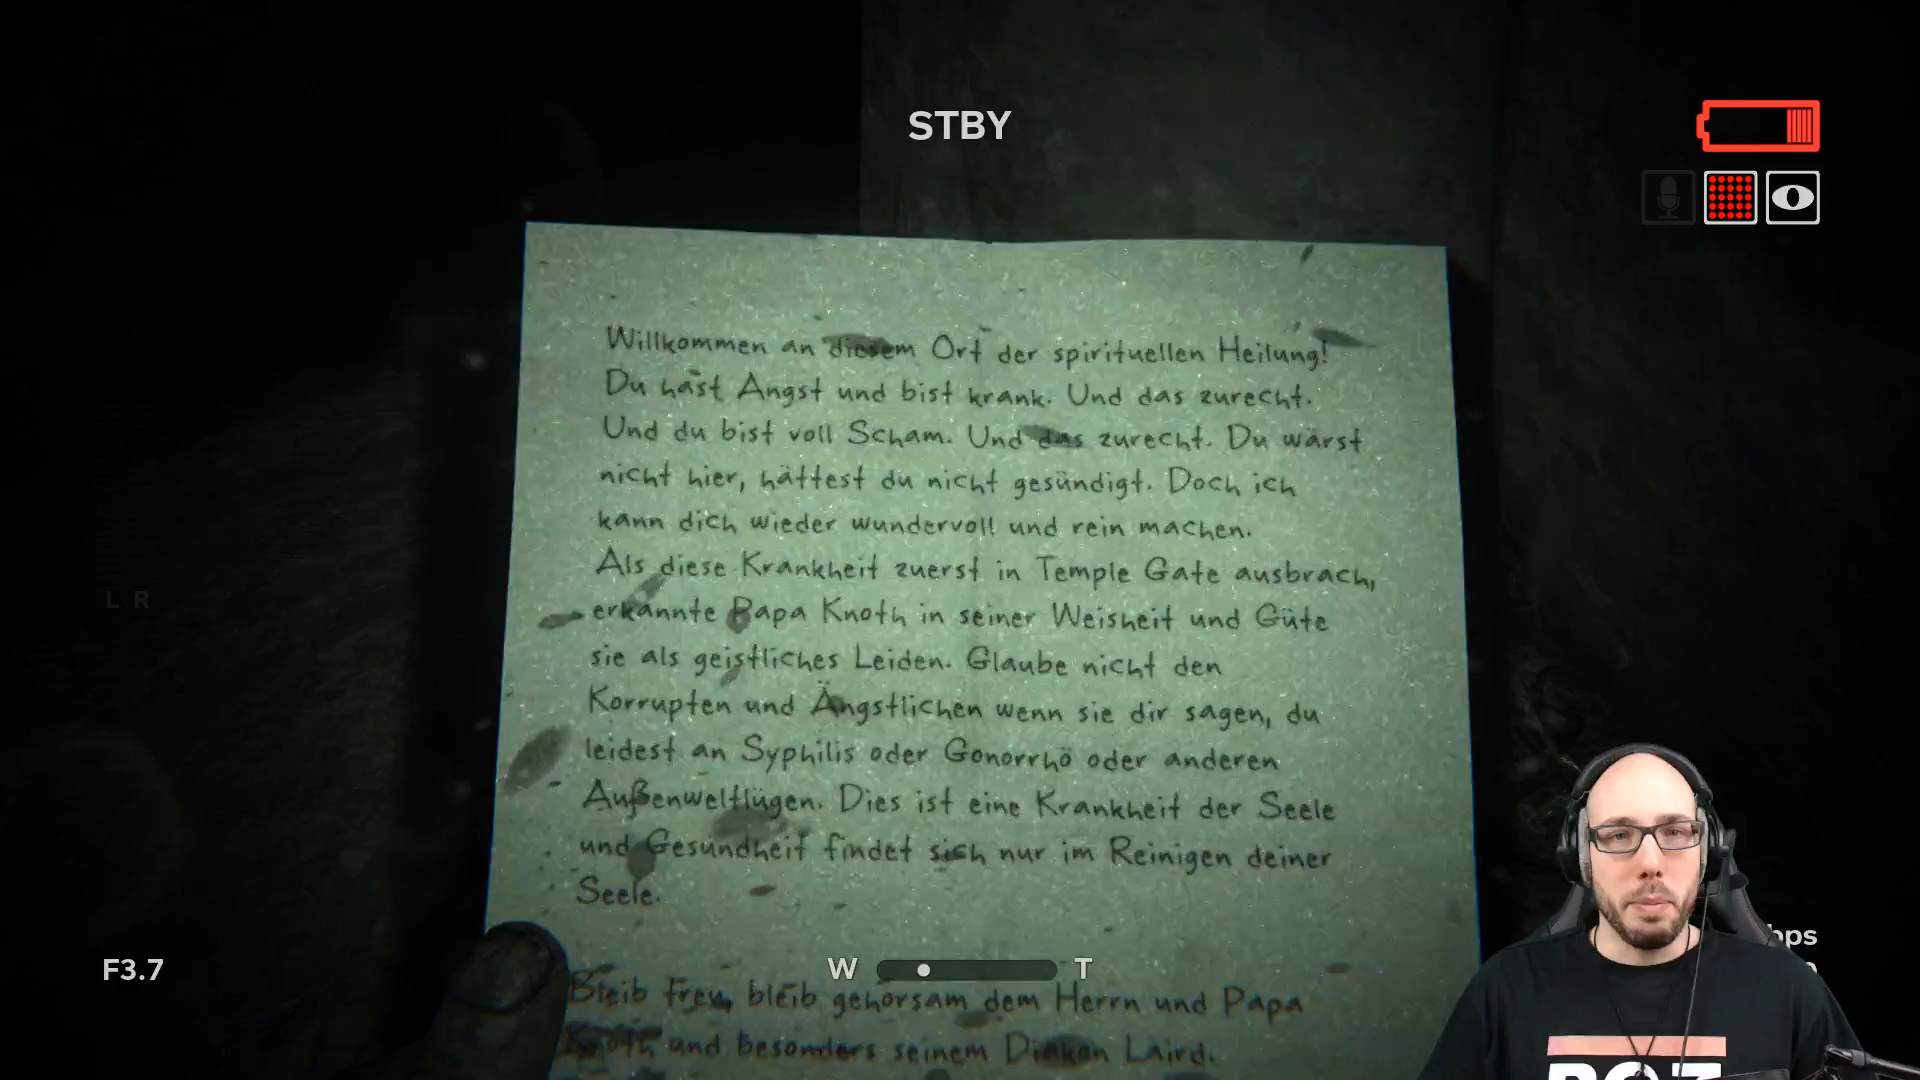 STBY
Willkommen an diesem Ort der spirituellen Heilung!
Du hast Angst und bist krank. Und das zurecht.
Und du bist voll Scham. Und das zurecht. Du wärst
nicht hier, hättest du nicht gesündigt. Doch ich
kann dich wieder wundervoll und rein machen.
Als diese Krankheit zuerst in Temple Gate ausbrach,
erkannte Papa Knoth in seiner Weisheit und Güte
sie als geistliches Leiden. Glaube nicht den
Korrupten und Ängstlichen wenn sie dir sagen, du
leidest an Syphilis oder Gonorrhö oder anderen
Außenweltlügen. Dies ist eine Krankheit der Seele
und Gesundheit findet sich nur im Reinigen deiner
Seele.
Bleib treu, bleib gehorsam dem Herrn und Papa
Knoth und besonders seinem Diakon Laird.
L R
F3.7
W T
bps